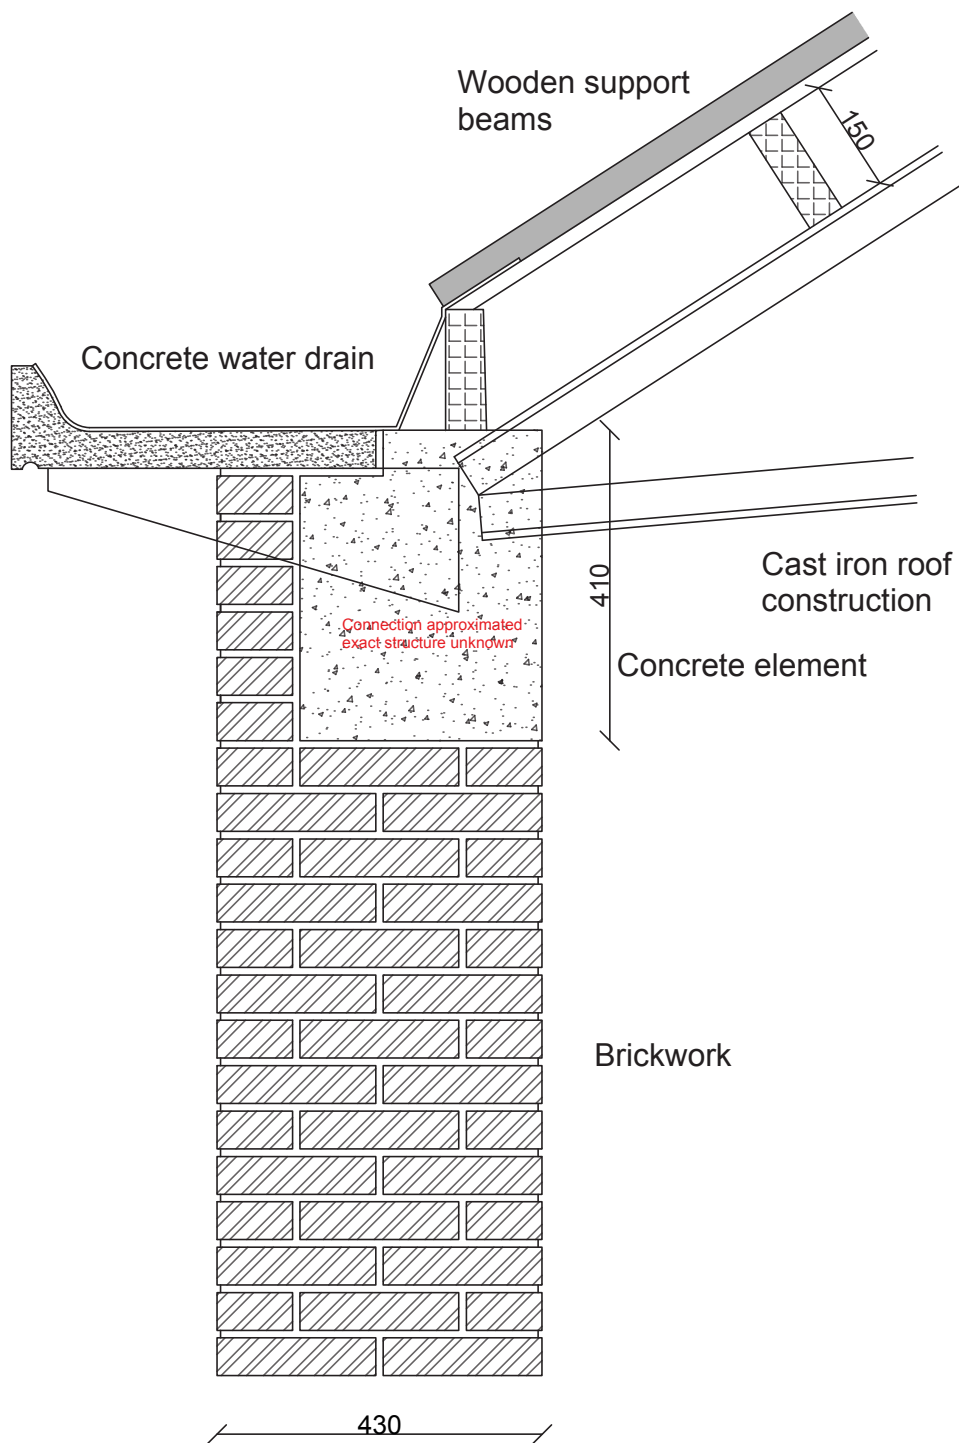 Wooden support
beams
150
Concrete water drain
410
Cast iron roof
construction
Connection approximated
exact structure unknown
Concrete element
Brickwork
430